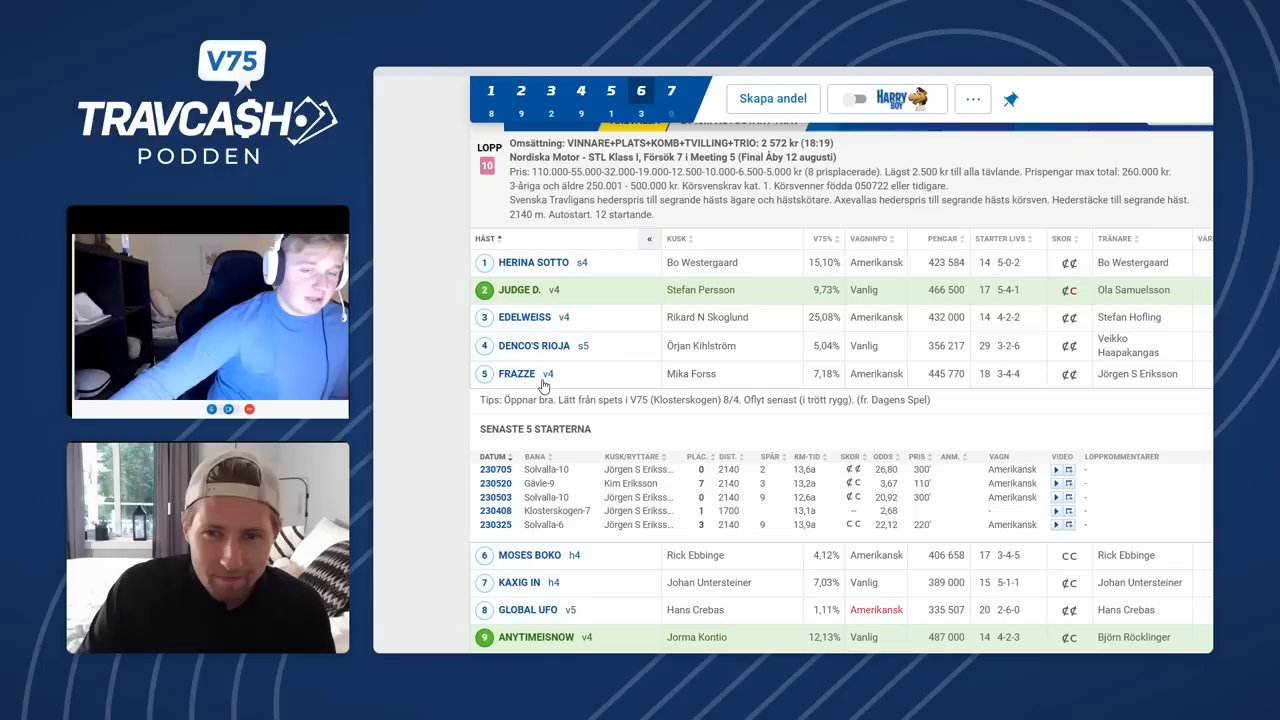 V75
TRAVCA$H
PODDEN
1 2 3 4 5 6 7
8 9 2 9 1 3 0
Skapa andel
HARRY BOY
...
LOPP
10
Omsättning: VINNARE+PLATS+KOMB+TVILLING+TRIO: 2 572 kr (18:19)
Nordiska Motor - STL Klass I, Försök 7 i Meeting 5 (Final Åby 12 augusti)
Pris: 110.000-55.000-32.000-19.000-12.500-10.000-6.500-5.000 kr (8 prisplacerade). Lägst 2.500 kr till alla tävlande. Prispengar max total: 260.000 kr.
3-åriga och äldre 250.001 - 500.000 kr. Körsvenskrav kat. 1. Körsvenner födda 050722 eller tidigare.
Svenska Travligans hederspris till segrande hästs ägare och hästskötare. Axevallas hederspris till segrande hästs körsven. Hederstäcke till segrande häst.
2140 m. Autostart. 12 startande.
HÄST « KUSK V75% VAGNINFO PENGAR STARTER LIVS SKOR TRÄNARE VÄR
1 HERINA SOTTO s4 Bo Westergaard 15,10% Amerikansk 423 584 14 5-0-2 ȼȼ Bo Westergaard
2 JUDGE D. v4 Stefan Persson 9,73% Vanlig 466 500 17 5-4-1 ȼC Ola Samuelsson
3 EDELWEISS v4 Rikard N Skoglund 25,08% Amerikansk 432 000 14 4-2-2 ȼȼ Stefan Hofling
4 DENCO'S RIOJA s5 Örjan Kihlström 5,04% Vanlig 356 217 29 3-2-6 ȼȼ Veikko Haapakangas
5 FRAZZE v4 Mika Forss 7,18% Amerikansk 445 770 18 3-4-4 ȼȼ Jörgen S Eriksson
Tips: Öppnar bra. Lätt från spets i V75 (Klosterskogen) 8/4. Oflyt senast (i trött rygg). (fr. Dagens Spel)
SENASTE 5 STARTERNA
DATUM BANA KUSK/RYTTARE PLAC. DIST. SPÅR KM-TID SKOR ODDS PRIS ANM. VAGN VIDEO LOPPKOMMENTARER
230705 Solvalla-10 Jörgen S Erikss... 0 2140 2 13,6a ȼȼ 26,80 300' Amerikansk -
230520 Gävle-9 Kim Eriksson 7 2140 3 13,2a ȼC 3,67 110' Amerikansk -
230503 Solvalla-10 Jörgen S Erikss... 0 2140 9 12,6a ȼC 20,92 300' Amerikansk -
230408 Klosterskogen-7 Jörgen S Erikss... 1 1700 13,1a -- 2,68 - -
230325 Solvalla-6 Jörgen S Erikss... 3 2140 9 13,9a CC 22,12 220' Amerikansk -
6 MOSES BOKO h4 Rick Ebbinge 4,12% Amerikansk 406 658 17 3-4-5 CC Rick Ebbinge
7 KAXIG IN h4 Johan Untersteiner 7,03% Vanlig 389 000 15 5-1-1 ȼC Johan Untersteiner
8 GLOBAL UFO v5 Hans Crebas 1,11% Amerikansk 335 507 20 2-6-0 ȼȼ Hans Crebas
9 ANYTIMEISNOW v4 Jorma Kontio 12,13% Vanlig 487 000 14 4-2-3 ȼC Björn Röcklinger